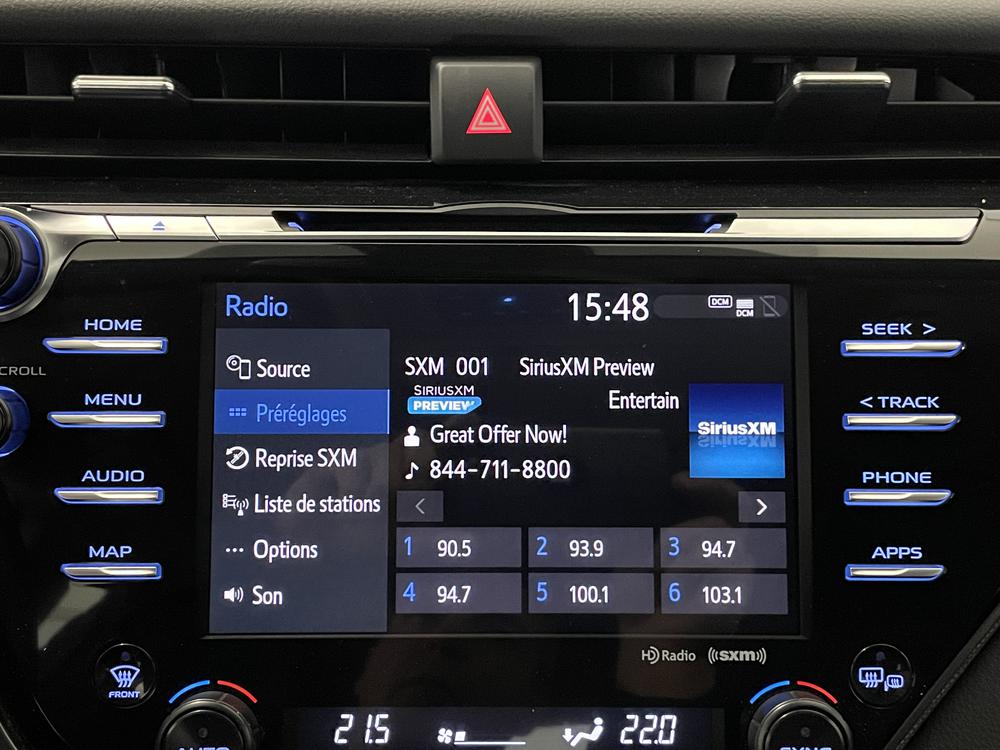 Radio
15:48
DCM
DCM
HOME
SEEK >
SCROLL
Source
SXM 001 SiriusXM Preview
SIRIUSXM
PREVIEW
Entertain
SiriusXM
MENU
< TRACK
Préréglages
Great Offer Now!
Reprise SXM
844-711-8800
AUDIO
PHONE
Liste de stations
1 90.5
2 93.9
3 94.7
MAP
APPS
Options
4 94.7
5 100.1
6 103.1
Son
HD Radio
((sxm))
FRONT
21.5
22.0
AUTO
SYNC